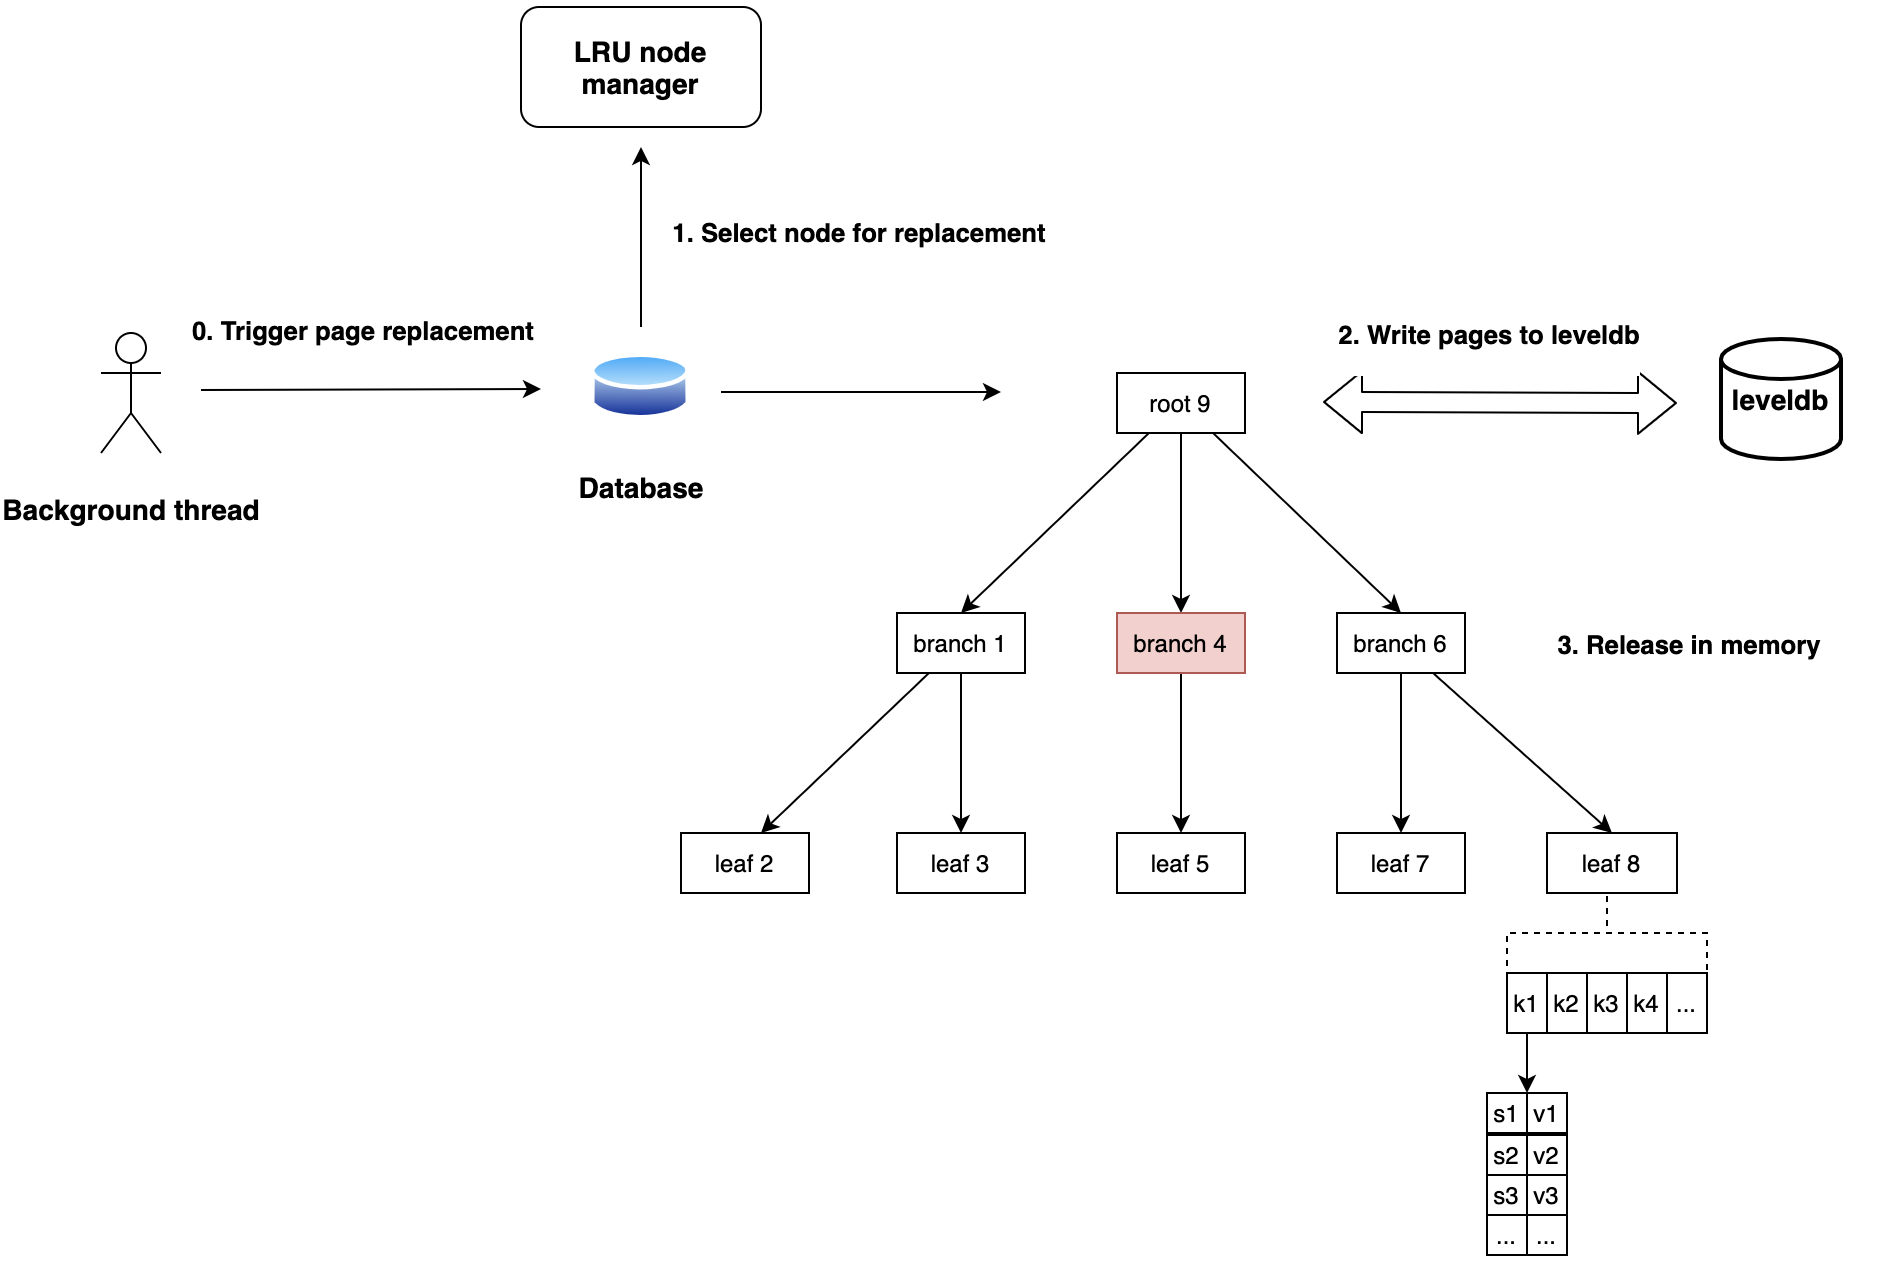 LRU node
manager
1. Select node for replacement
0. Trigger page replacement
2. Write pages to leveldb
leveldb
root 9
Database
Background thread
branch 1
branch 4
branch 6
3. Release in memory
leaf 2
leaf 3
leaf 5
leaf 7
leaf 8
k1 k2 k3 k4 ...
s1 v1
s2 v2
s3 v3
... ...